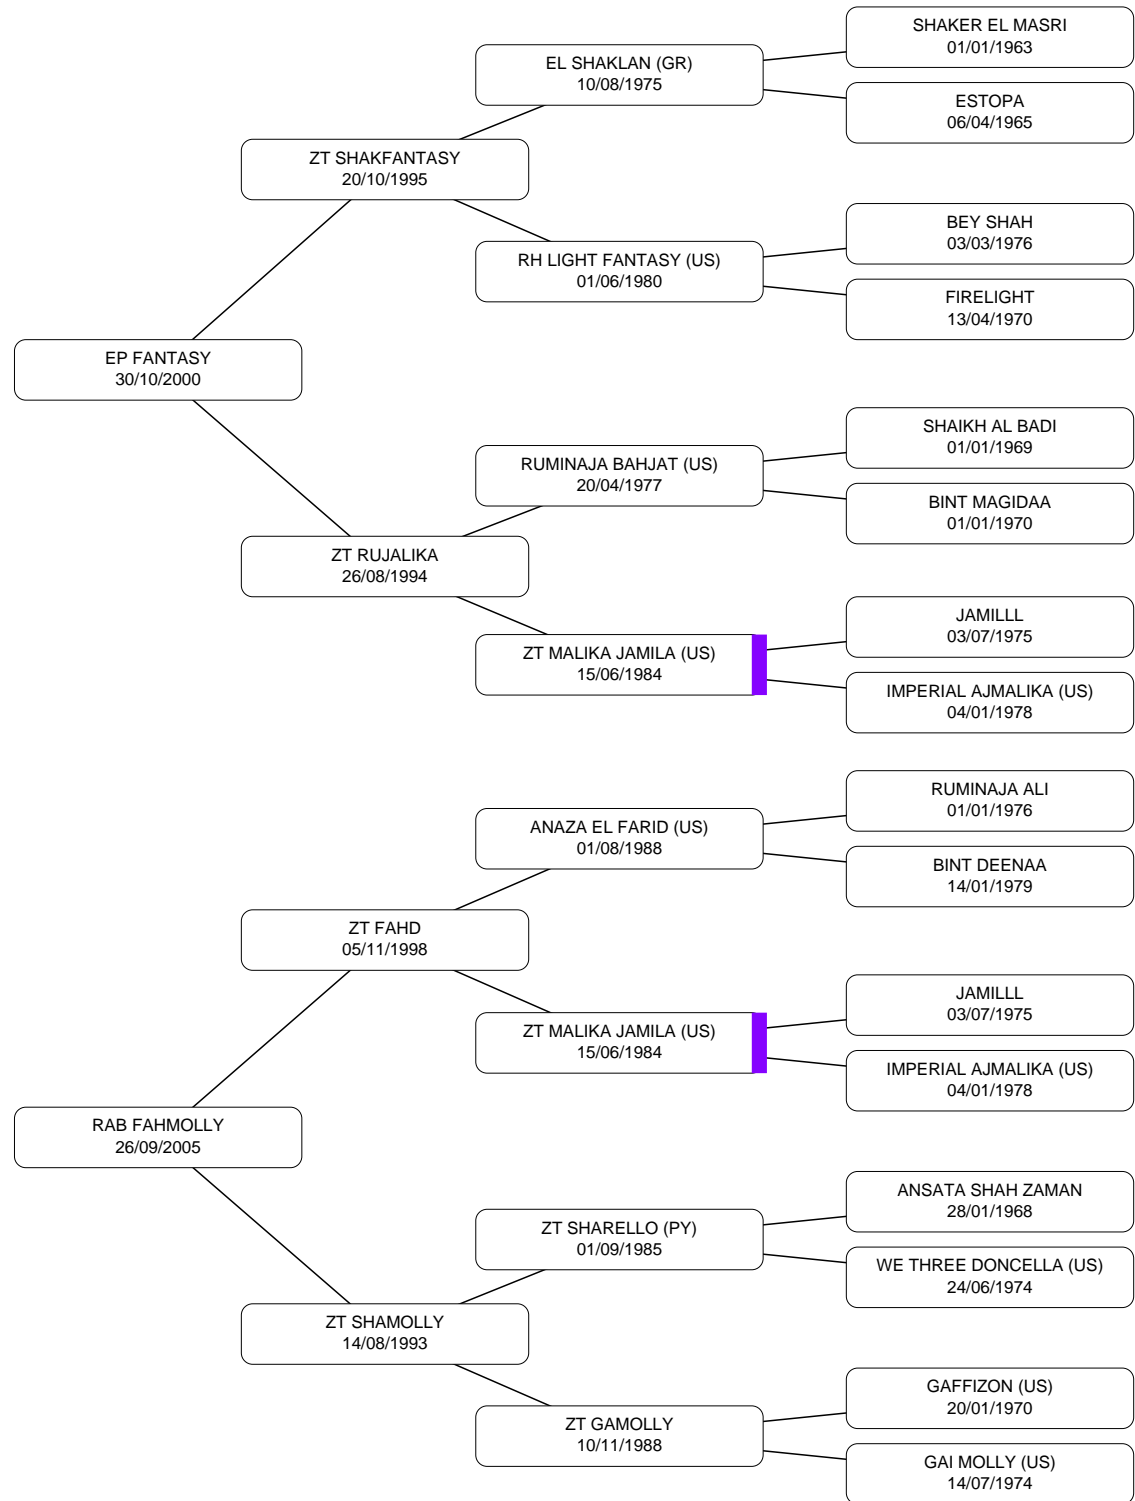 SHAKER EL MASRI
01/01/1963
EL SHAKLAN (GR)
10/08/1975
ESTOPA
06/04/1965
ZT SHAKFANTASY
20/10/1995
BEY SHAH
03/03/1976
RH LIGHT FANTASY (US)
01/06/1980
FIRELIGHT
13/04/1970
EP FANTASY
30/10/2000
SHAIKH AL BADI
01/01/1969
RUMINAJA BAHJAT (US)
20/04/1977
BINT MAGIDAA
01/01/1970
ZT RUJALIKA
26/08/1994
JAMILLL
03/07/1975
ZT MALIKA JAMILA (US)
15/06/1984
IMPERIAL AJMALIKA (US)
04/01/1978
RUMINAJA ALI
01/01/1976
ANAZA EL FARID (US)
01/08/1988
BINT DEENAA
14/01/1979
ZT FAHD
05/11/1998
JAMILLL
03/07/1975
ZT MALIKA JAMILA (US)
15/06/1984
IMPERIAL AJMALIKA (US)
04/01/1978
RAB FAHMOLLY
26/09/2005
ANSATA SHAH ZAMAN
28/01/1968
ZT SHARELLO (PY)
01/09/1985
WE THREE DONCELLA (US)
24/06/1974
ZT SHAMOLLY
14/08/1993
GAFFIZON (US)
20/01/1970
ZT GAMOLLY
10/11/1988
GAI MOLLY (US)
14/07/1974